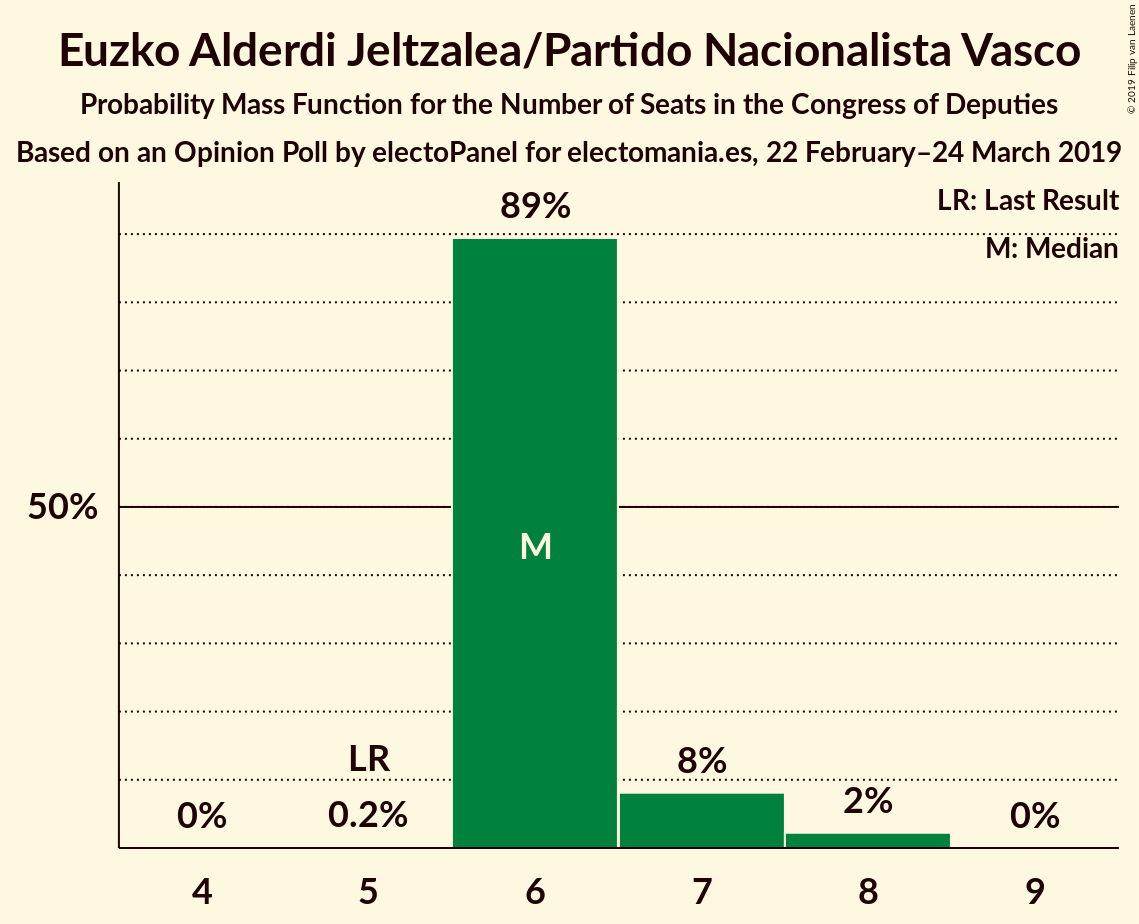 Euzko Alderdi Jeltzalea/Partido Nacionalista Vasco
Probability Mass Function for the Number of Seats in the Congress of Deputies
Based on an Opinion Poll by electoPanel for electomania.es, 22 February–24 March 2019
© 2019 Filip van Laenen
LR: Last Result
M: Median
89%
50%
M
LR
8%
2%
0%
0.2%
0%
4 5 6 7 8 9